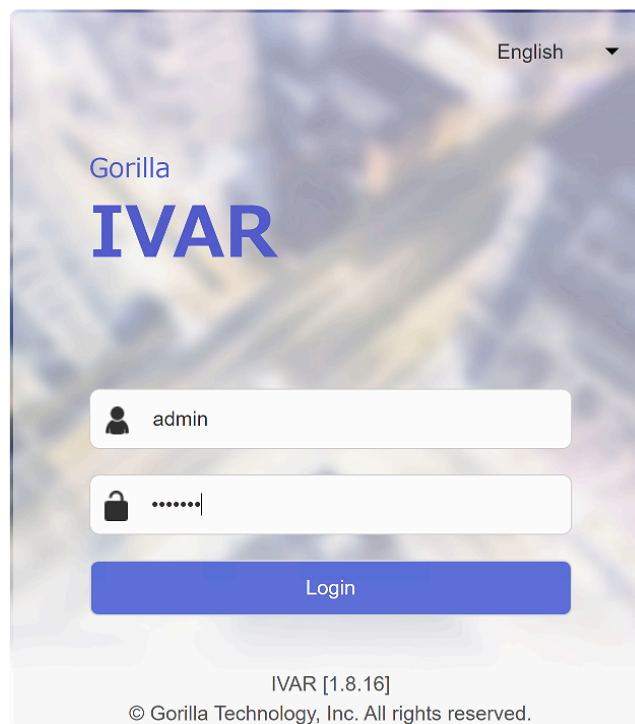 English
Gorilla
IVAR
admin
•••••••
Login
IVAR [1.8.16]
© Gorilla Technology, Inc. All rights reserved.